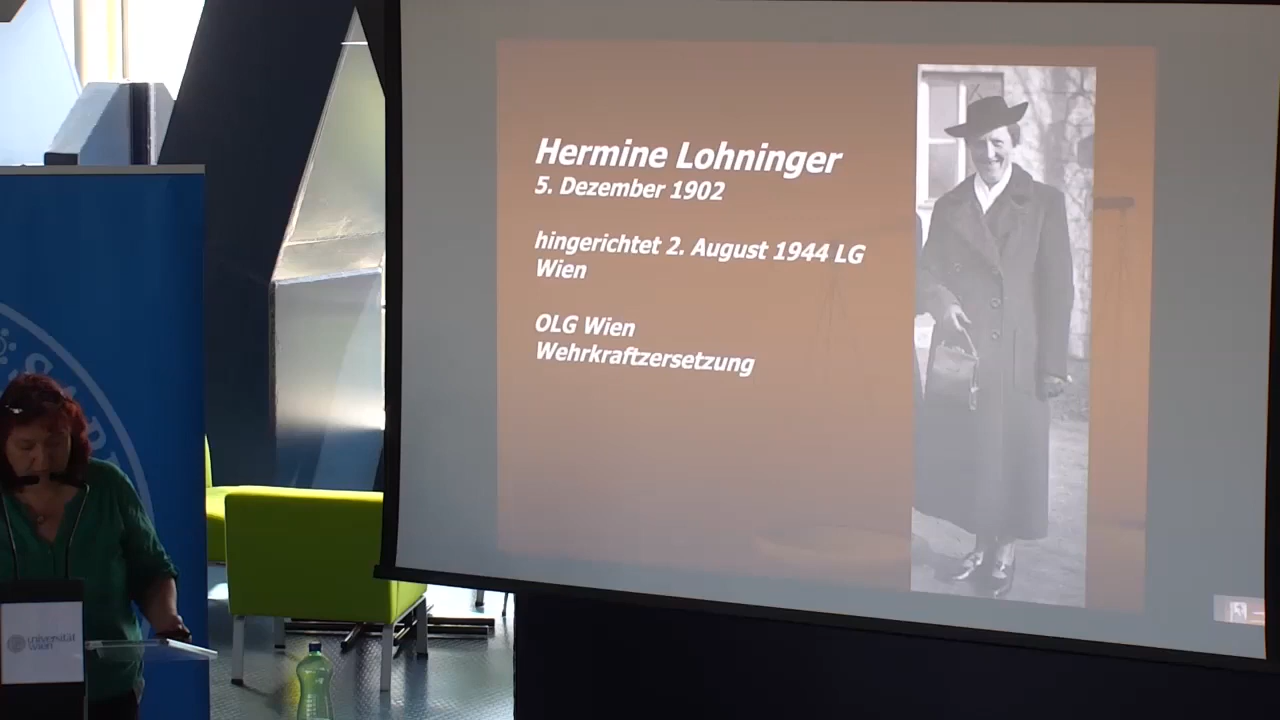 Hermine Lohninger
5. Dezember 1902
hingerichtet 2. August 1944 LG
Wien
OLG Wien
Wehrkraftzersetzung
universität
wien